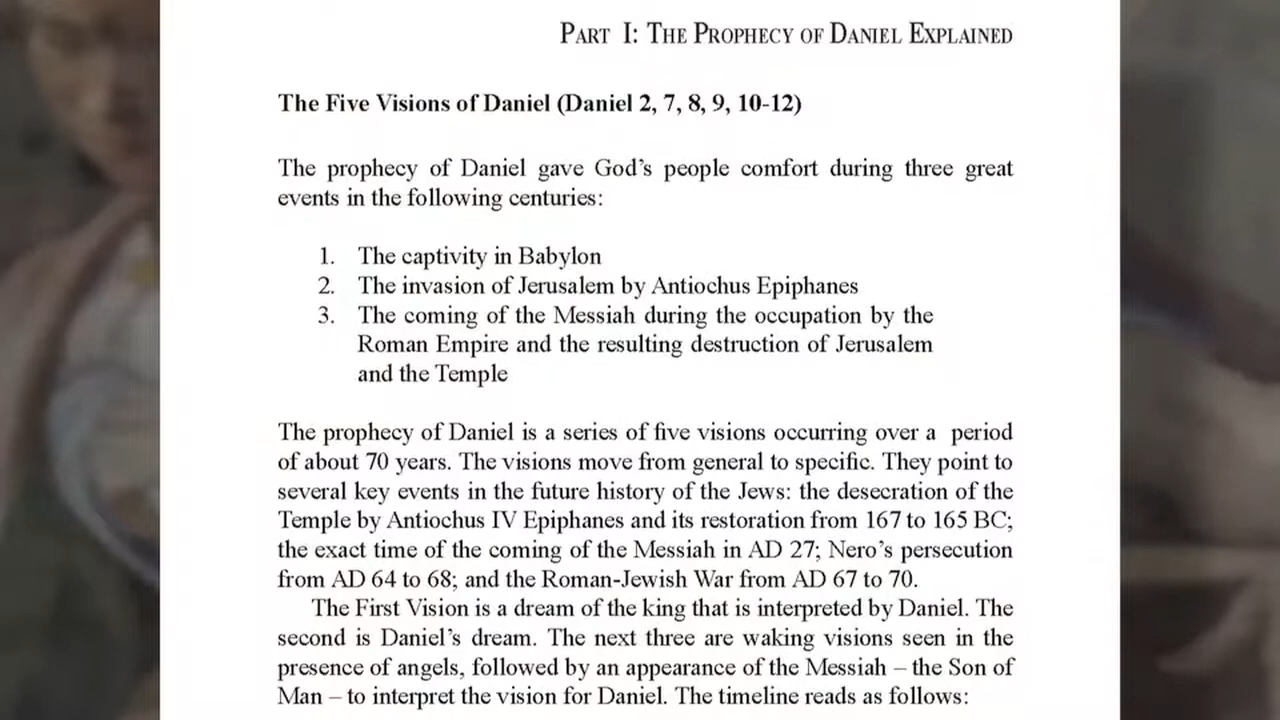 PART I: THE PROPHECY OF DANIEL EXPLAINED
The Five Visions of Daniel (Daniel 2, 7, 8, 9, 10-12)
The prophecy of Daniel gave God’s people comfort during three great
events in the following centuries:
1. The captivity in Babylon
2. The invasion of Jerusalem by Antiochus Epiphanes
3. The coming of the Messiah during the occupation by the
Roman Empire and the resulting destruction of Jerusalem
and the Temple
The prophecy of Daniel is a series of five visions occurring over a period
of about 70 years. The visions move from general to specific. They point to
several key events in the future history of the Jews: the desecration of the
Temple by Antiochus IV Epiphanes and its restoration from 167 to 165 BC;
the exact time of the coming of the Messiah in AD 27; Nero’s persecution
from AD 64 to 68; and the Roman-Jewish War from AD 67 to 70.
The First Vision is a dream of the king that is interpreted by Daniel. The
second is Daniel’s dream. The next three are waking visions seen in the
presence of angels, followed by an appearance of the Messiah – the Son of
Man – to interpret the vision for Daniel. The timeline reads as follows: